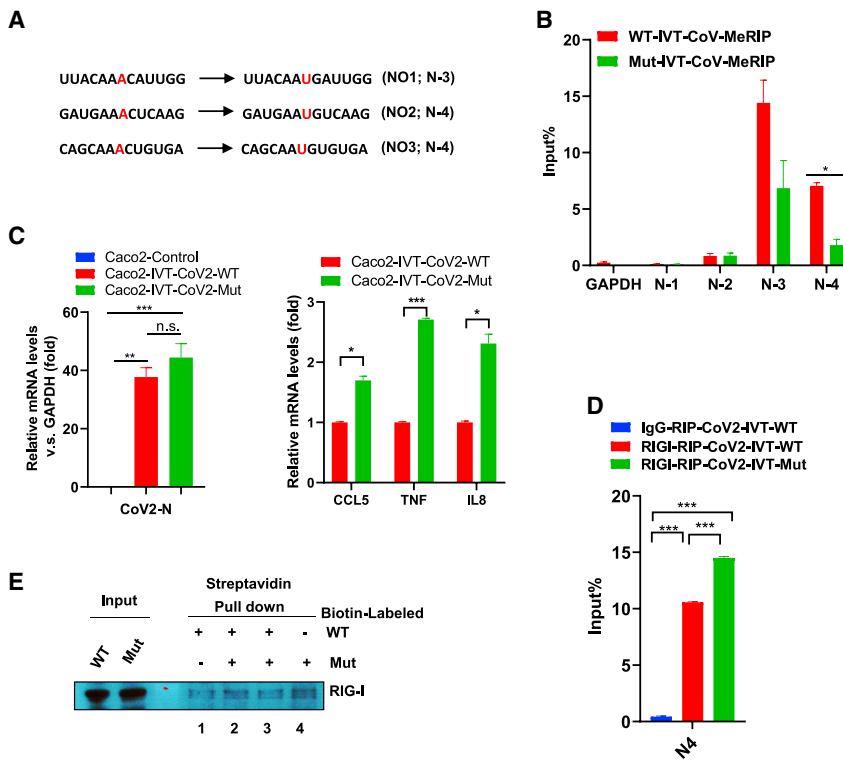 A
UUACAAACAUUGG → UUACAAUGAUUGG (NO1; N-3)
GAUGAAACUCAAG → GAUGAAUGUCAAG (NO2; N-4)
CAGCAAACUGUGA → CAGCAAUGUGUGA (NO3; N-4)
B
WT-IVT-CoV-MeRIP
Mut-IVT-CoV-MeRIP
Input%
20
15
10
5
0
*
GAPDH N-1 N-2 N-3 N-4
C
Caco2-Control
Caco2-IVT-CoV2-WT
Caco2-IVT-CoV2-Mut
Relative mRNA levels
v.s. GAPDH (fold)
60
40
20
0
***
n.s.
**
CoV2-N
Caco2-IVT-CoV2-WT
Caco2-IVT-CoV2-Mut
Relative mRNA levels (fold)
3
2
1
0
* *** *
CCL5 TNF IL8
D
IgG-RIP-CoV2-IVT-WT
RIGI-RIP-CoV2-IVT-WT
RIGI-RIP-CoV2-IVT-Mut
Input%
20
15
10
5
0
***
*** ***
N4
E
Input
WT Mut
Streptavidin
Pull down
Biotin-Labeled
+ + + - WT
- + + + Mut
RIG-I
1 2 3 4